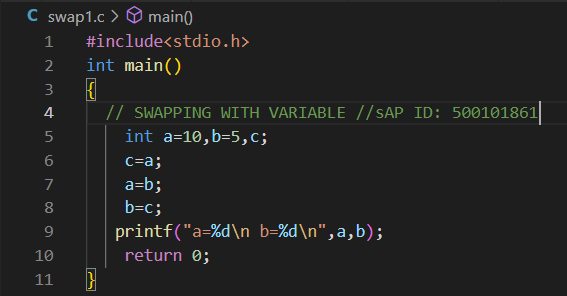 C swap1.c > main()
1 #include<stdio.h>
2 int main()
3 {
4 // SWAPPING WITH VARIABLE //sAP ID: 500101861
5 int a=10,b=5,c;
6 c=a;
7 a=b;
8 b=c;
9 printf("a=%d\n b=%d\n",a,b);
10 return 0;
11 }